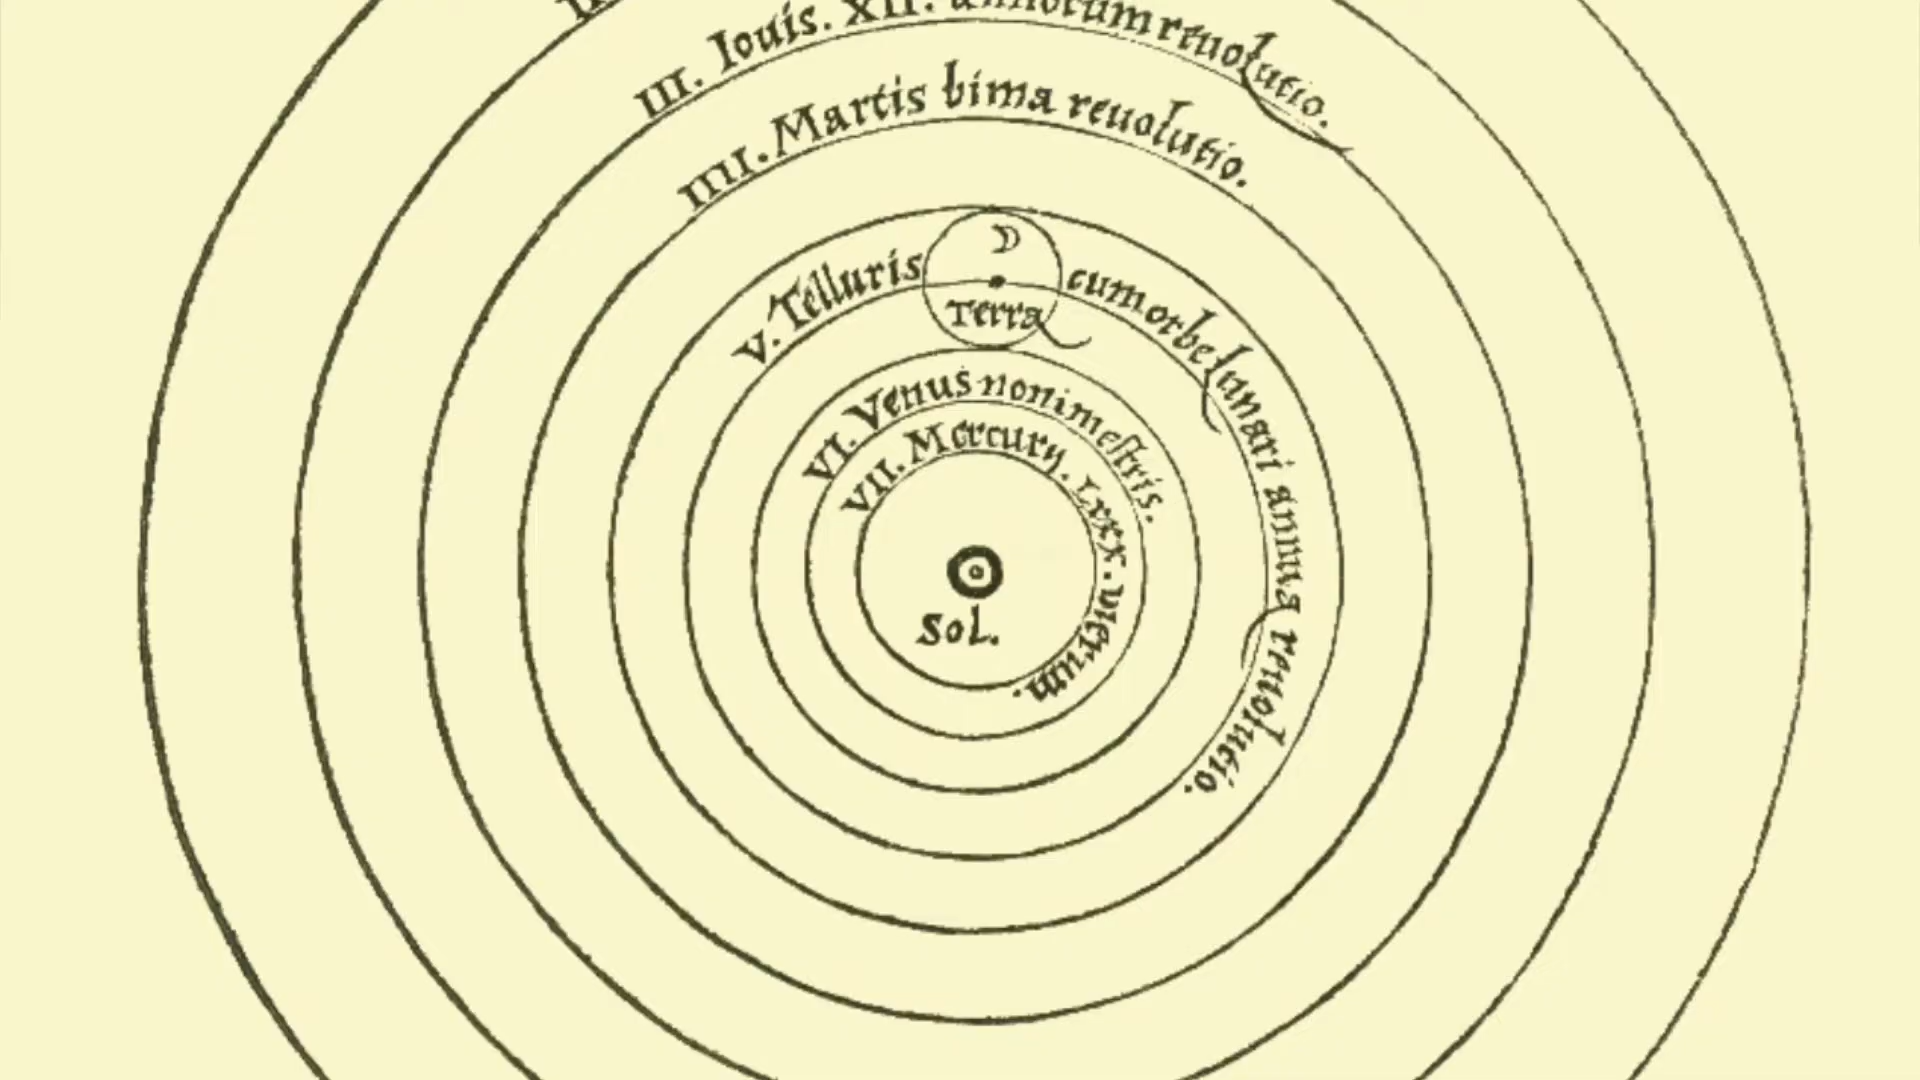 III. Iouis. XII. annorum reuolutio.
IIII. Martis bima reuolutio.
V. Telluris cum orbe lunari annua reuolutio.
Terra
VI. Venus nonimestris.
VII. Mercurij. LXXX. dierum.
Sol.